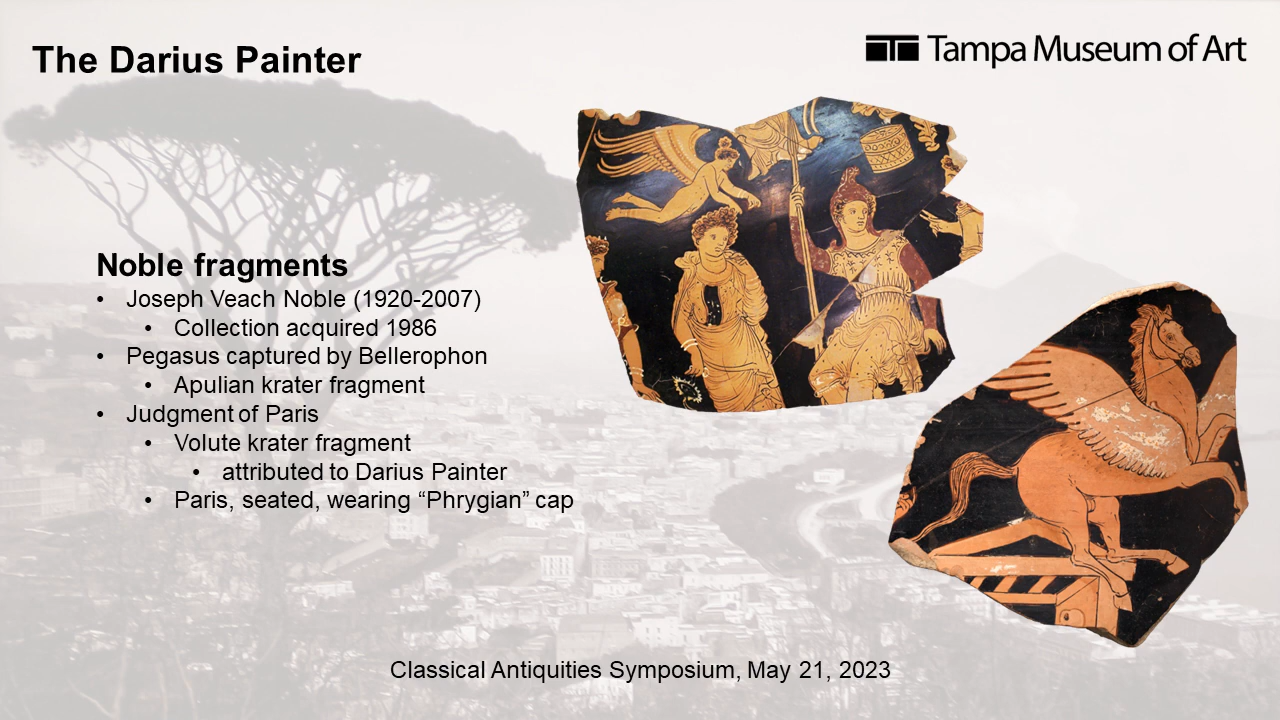 The Darius Painter
Tampa Museum of Art
Noble fragments
• Joseph Veach Noble (1920-2007)
• Collection acquired 1986
• Pegasus captured by Bellerophon
• Apulian krater fragment
• Judgment of Paris
• Volute krater fragment
• attributed to Darius Painter
• Paris, seated, wearing “Phrygian” cap
Classical Antiquities Symposium, May 21, 2023